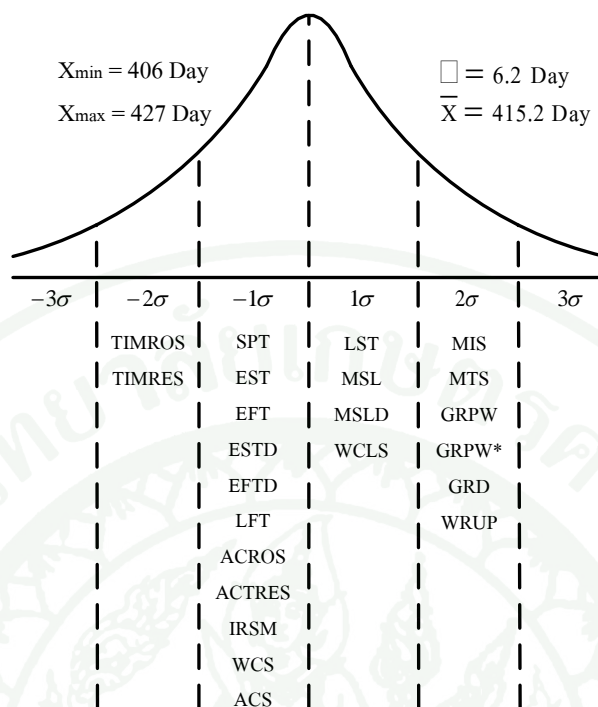 Xmin = 406 Day
Xmax = 427 Day
□ = 6.2 Day
X̅ = 415.2 Day
−3σ −2σ −1σ 1σ 2σ 3σ
TIMROS SPT LST MIS
TIMRES EST MSL MTS
EFT MSLD GRPW
ESTD WCLS GRPW*
EFTD GRD
LFT WRUP
ACROS
ACTRES
IRSM
WCS
ACS